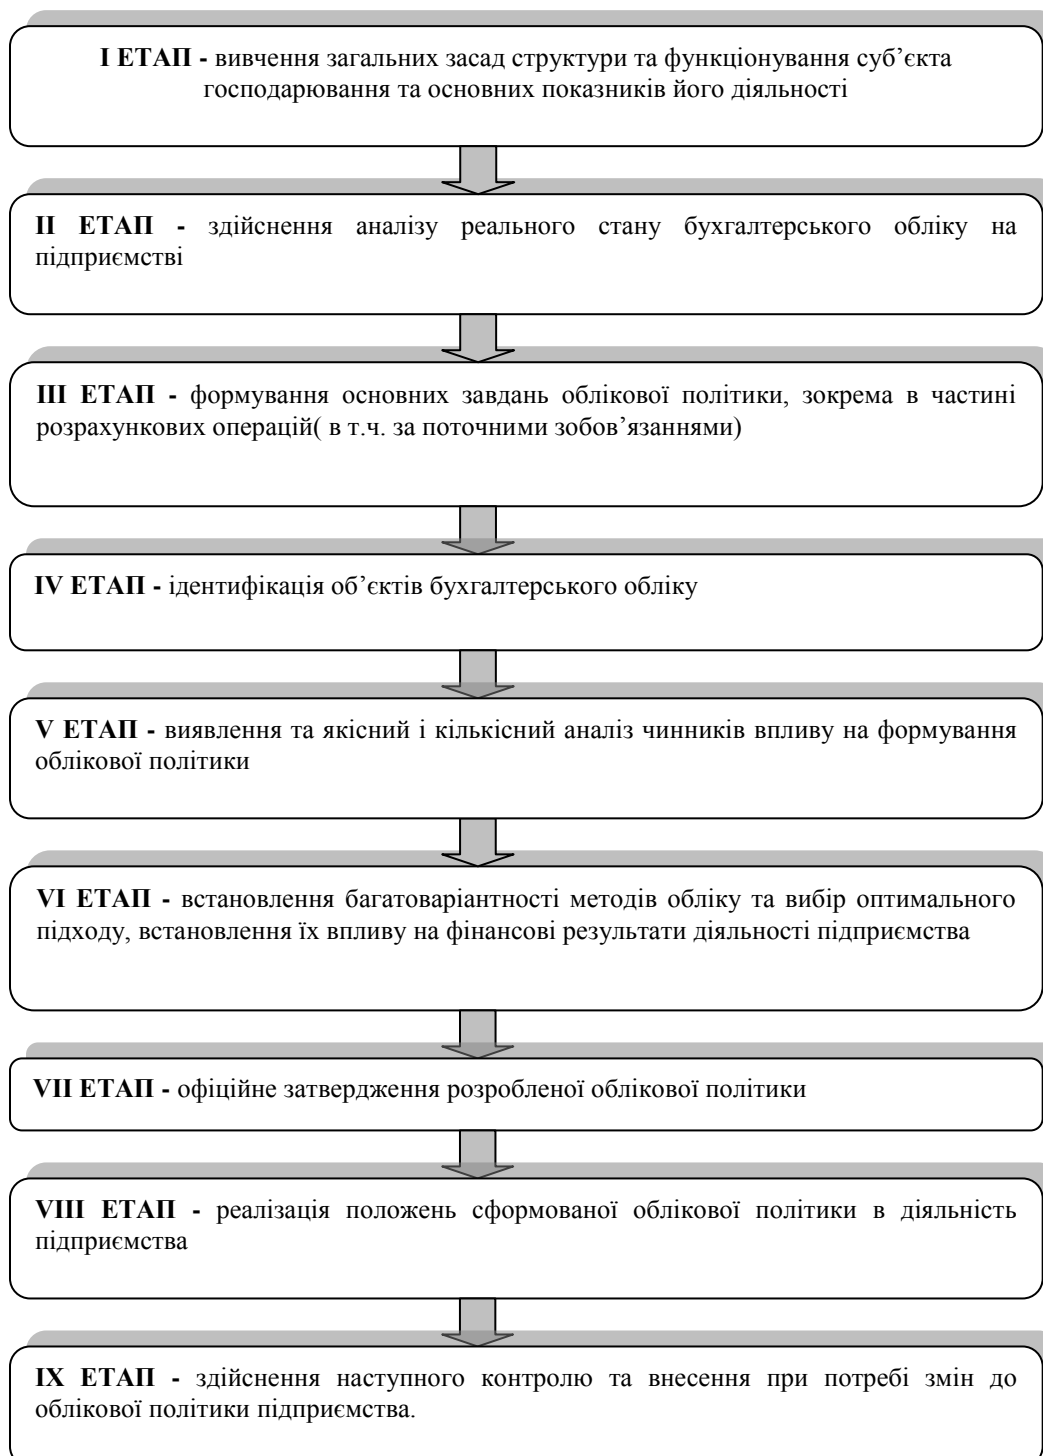 І ЕТАП - вивчення загальних засад структури та функціонування суб’єкта
господарювання та основних показників його діяльності
ІІ ЕТАП - здійснення аналізу реального стану бухгалтерського обліку на
підприємстві
ІІІ ЕТАП - формування основних завдань облікової політики, зокрема в частині
розрахункових операцій( в т.ч. за поточними зобов’язаннями)
ІV ЕТАП - ідентифікація об’єктів бухгалтерського обліку
V ЕТАП - виявлення та якісний і кількісний аналіз чинників впливу на формування
облікової політики
VI ЕТАП - встановлення багатоваріантності методів обліку та вибір оптимального
підходу, встановлення їх впливу на фінансові результати діяльності підприємства
VII ЕТАП - офіційне затвердження розробленої облікової політики
VIII ЕТАП - реалізація положень сформованої облікової політики в діяльність
підприємства
IX ЕТАП - здійснення наступного контролю та внесення при потребі змін до
облікової політики підприємства.